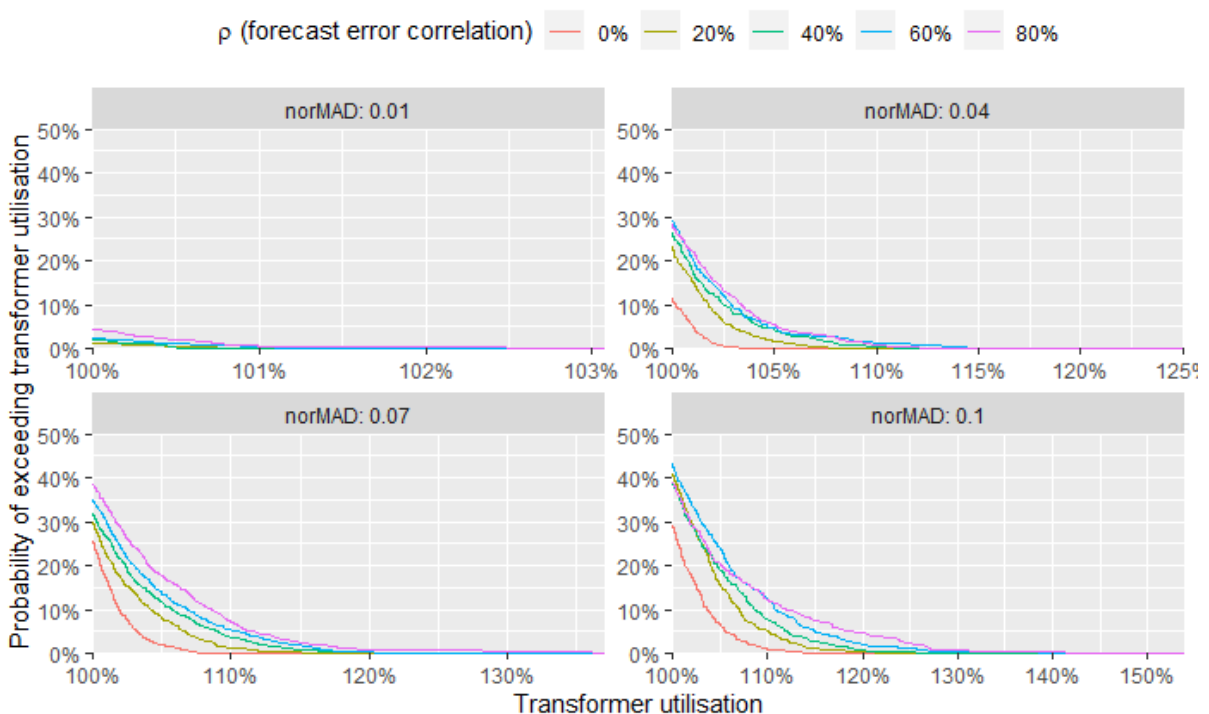 ρ (forecast error correlation) 0% 20% 40% 60% 80%
norMAD: 0.01
norMAD: 0.04
Probability of exceeding transformer utilisation
50%
40%
30%
20%
10%
0%
100% 101% 102% 103%
50%
40%
30%
20%
10%
0%
100% 105% 110% 115% 120% 125%
norMAD: 0.07
norMAD: 0.1
50%
40%
30%
20%
10%
0%
100% 110% 120% 130%
50%
40%
30%
20%
10%
0%
100% 110% 120% 130% 140% 150%
Transformer utilisation